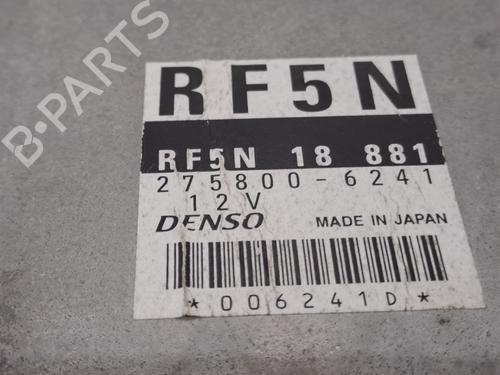 B-PARTS
RF5N
RF5N 18 881
275800-6241
12V
DENSO MADE IN JAPAN
*006241D*